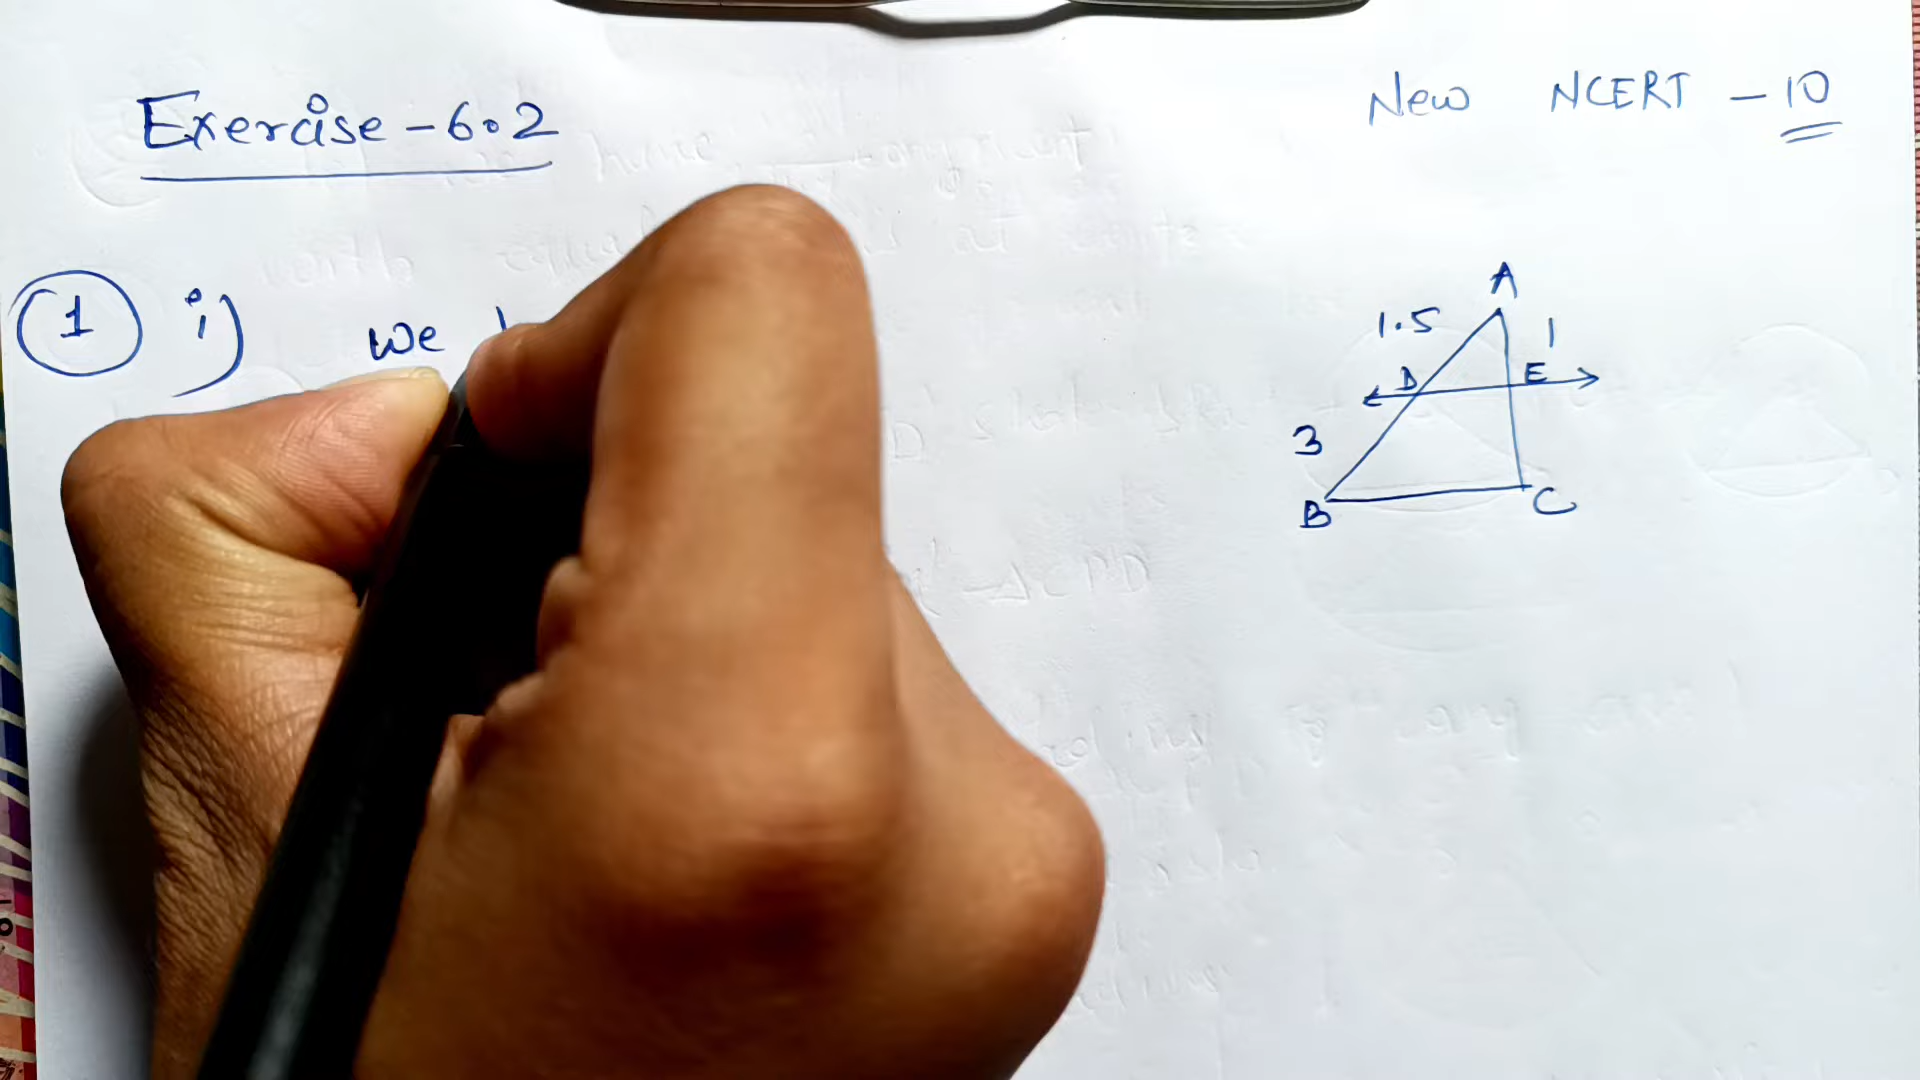 Exercise - 6.2
New NCERT - 10
1 i) We
A
1.5 1
D E
3
B C